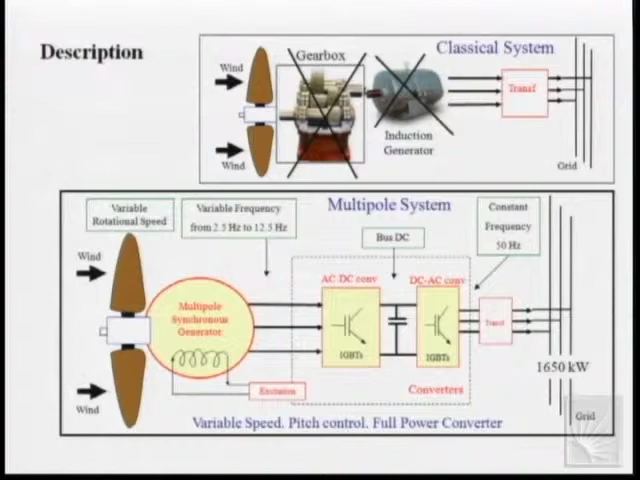 Description
Classical System
Gearbox
Wind
Transf
Induction
Generator
Wind
Grid
Multipole System
Variable
Rotational Speed
Variable Frequency
from 2.5 Hz to 12.5 Hz
Constant
Frequency
50 Hz
Bus DC
Wind
AC-DC conv
DC-AC conv
Multipole
Synchronous
Generator
Transf
IGBTs
IGBTs
1650 kW
Excitation
Converters
Wind
Grid
Variable Speed. Pitch control. Full Power Converter